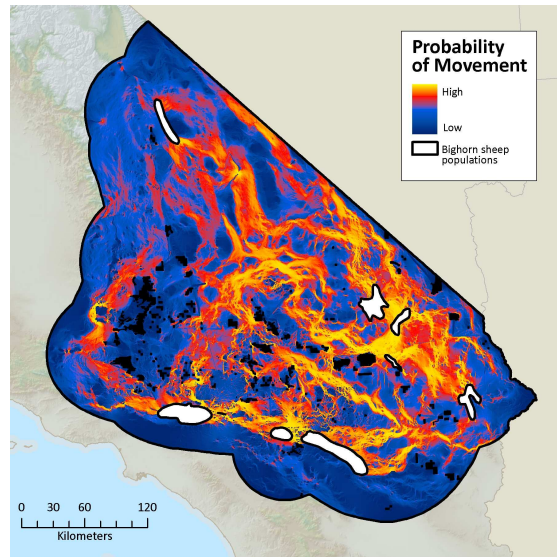 Probability
of Movement
High
Low
Bighorn sheep
populations
0 30 60 120
Kilometers